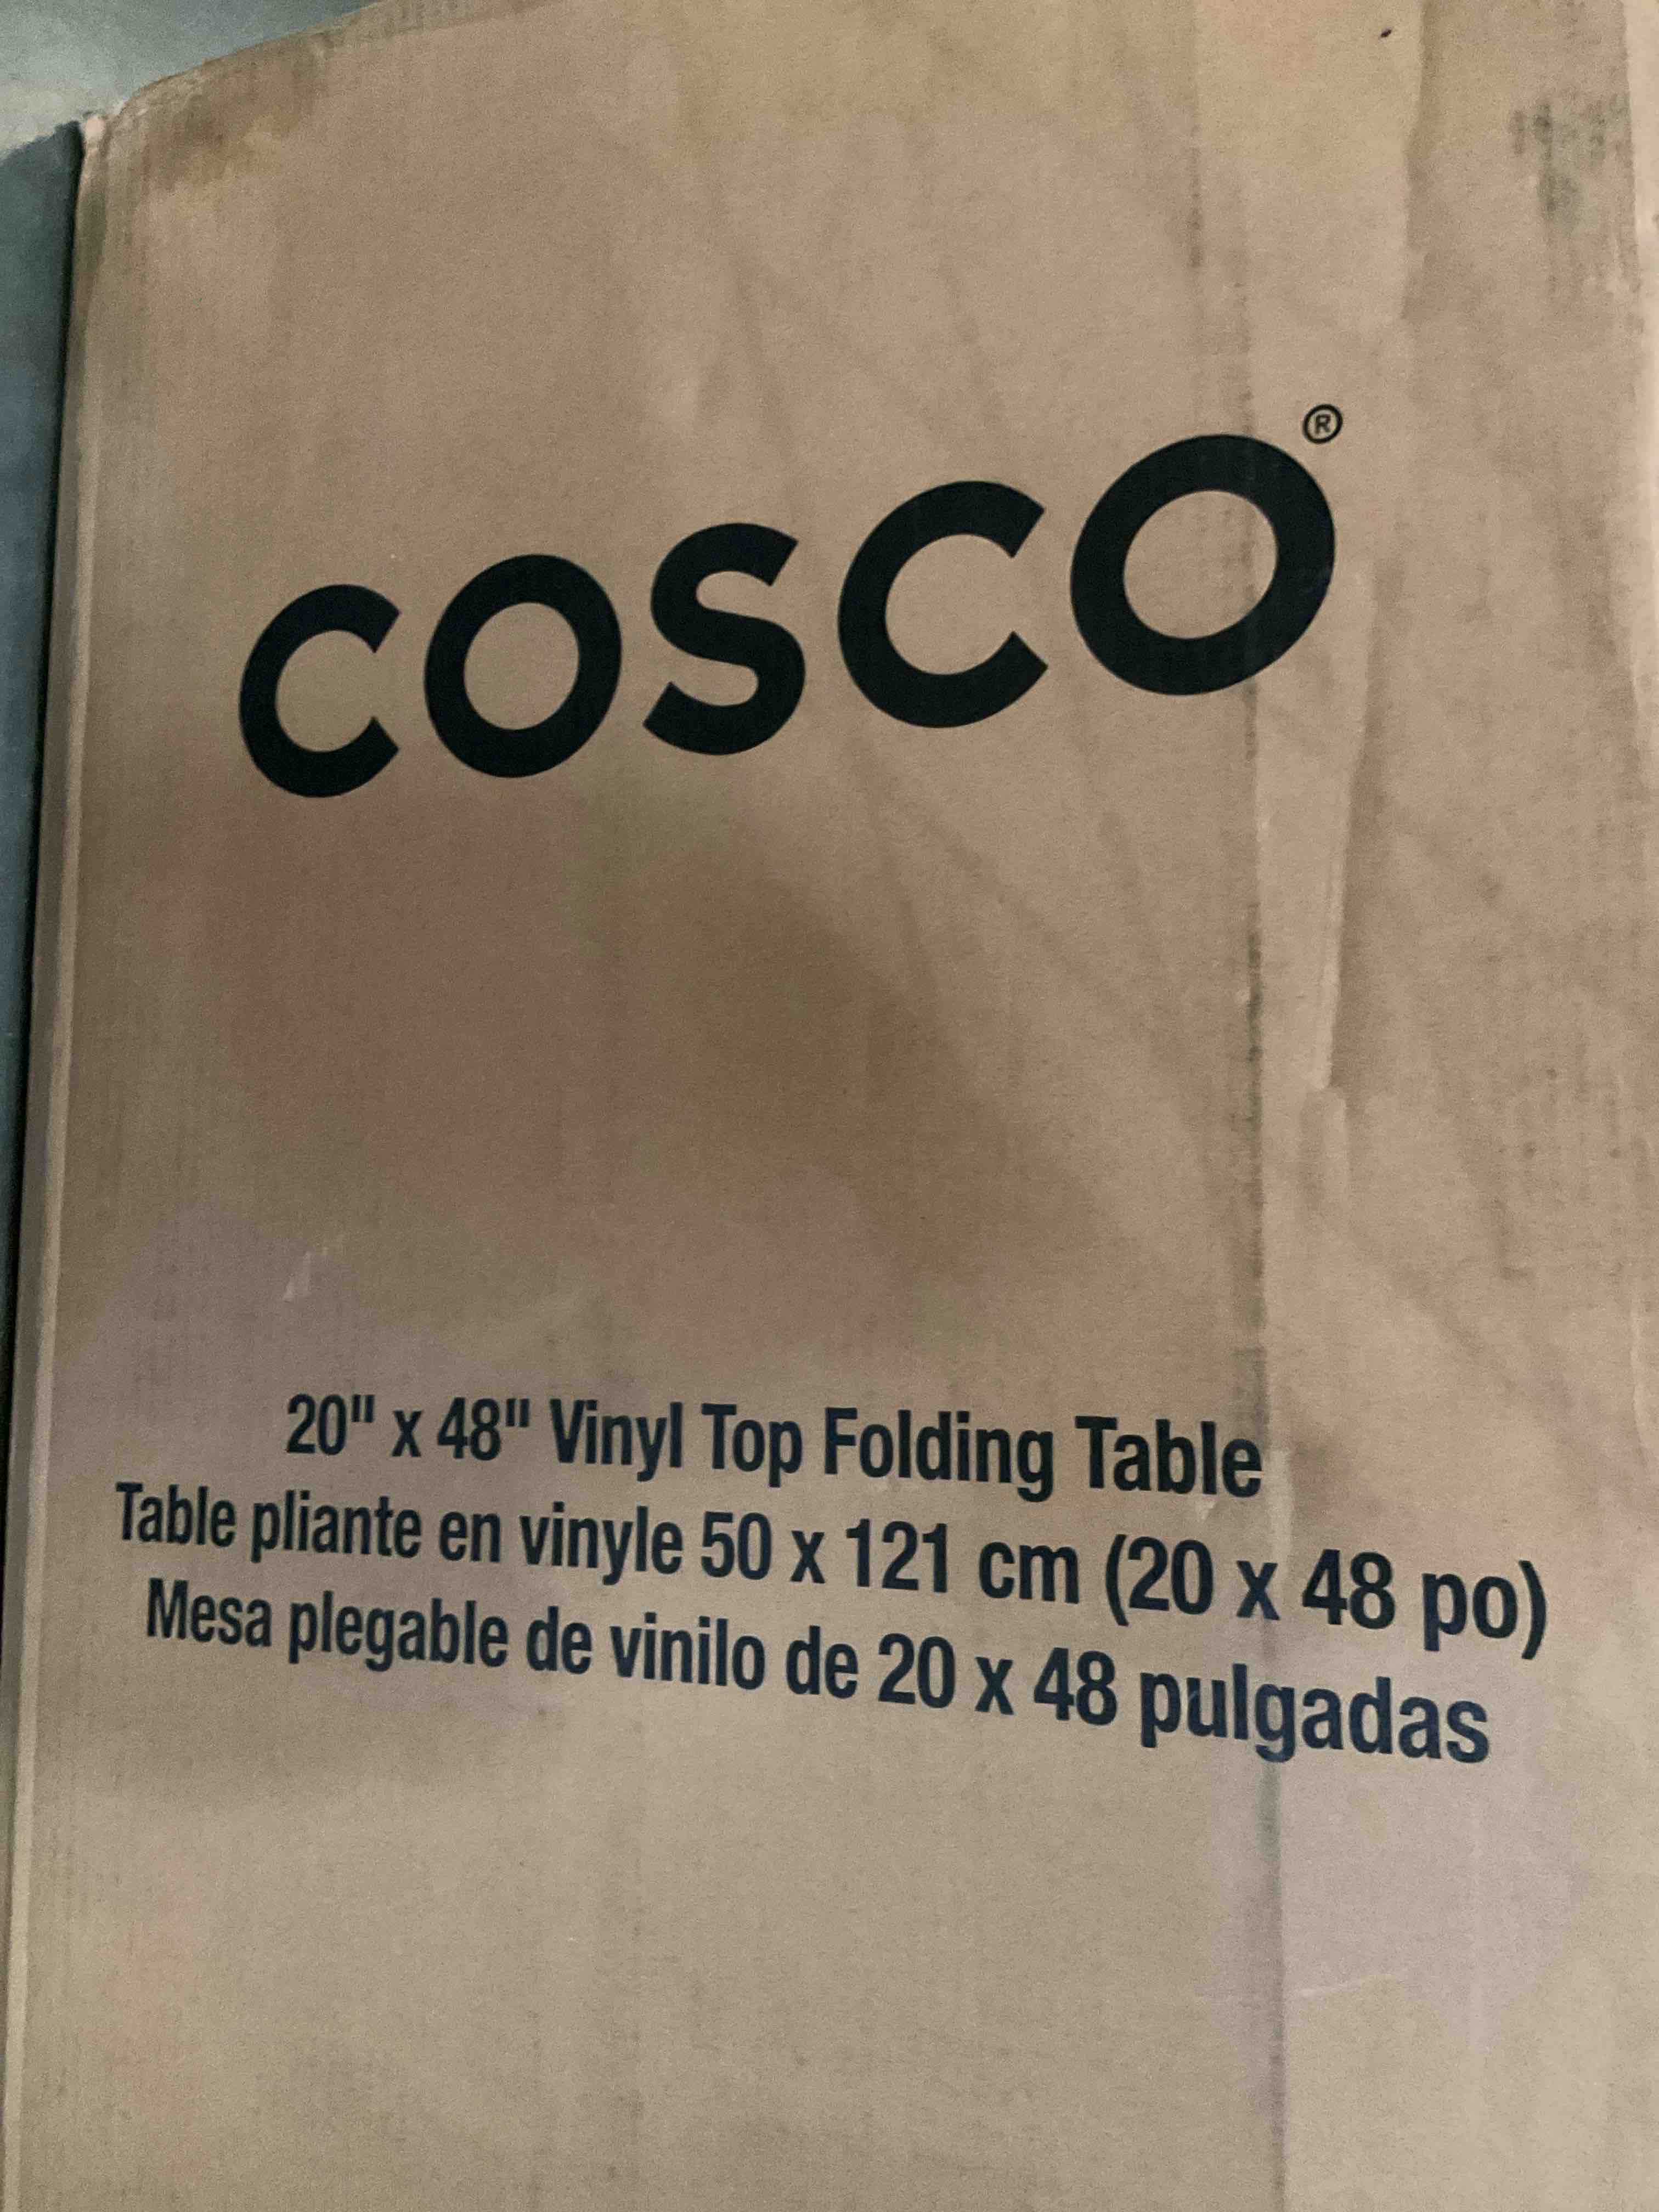 COSCO®
20" x 48" Vinyl Top Folding Table
Table pliante en vinyle 50 x 121 cm (20 x 48 po)
Mesa plegable de vinilo de 20 x 48 pulgadas